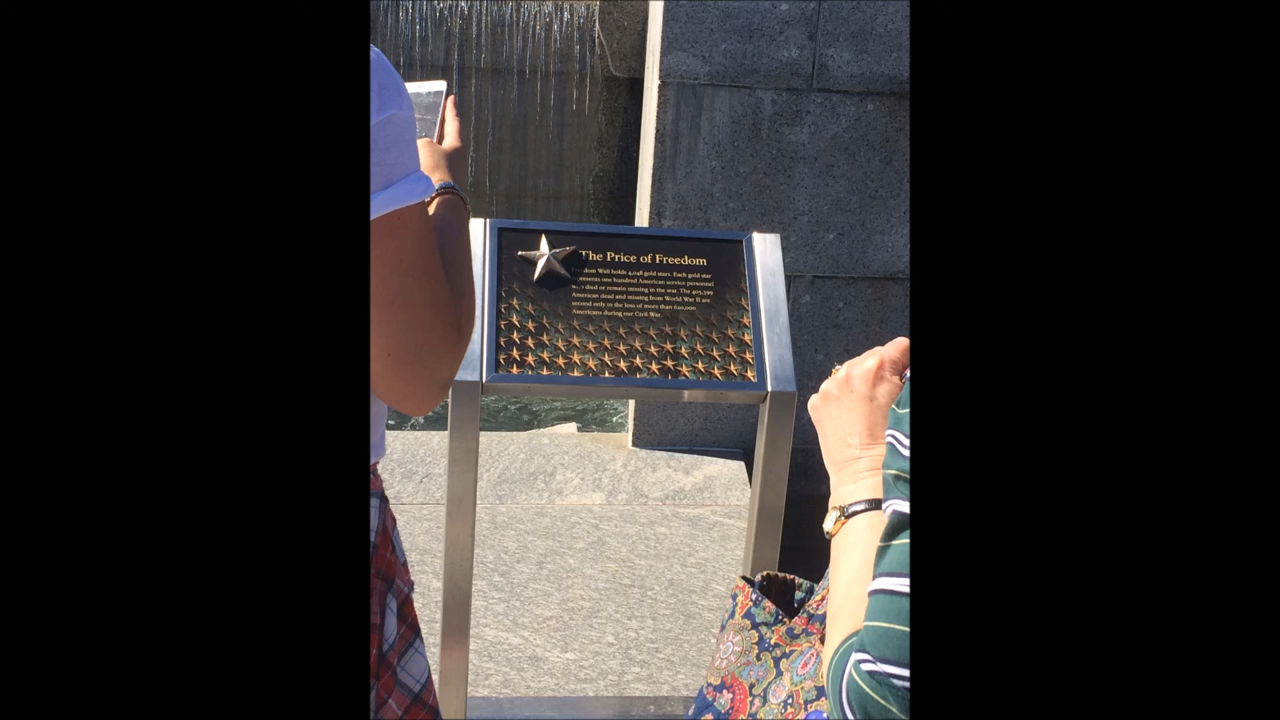 The Price of Freedom
dom Wall holds 4,048 gold stars. Each gold star
presents one hundred American service personnel
died or remain missing in the war. The 405,399
American dead and missing from World War II are
second only to the loss of more than 620,000
Americans during our Civil War.